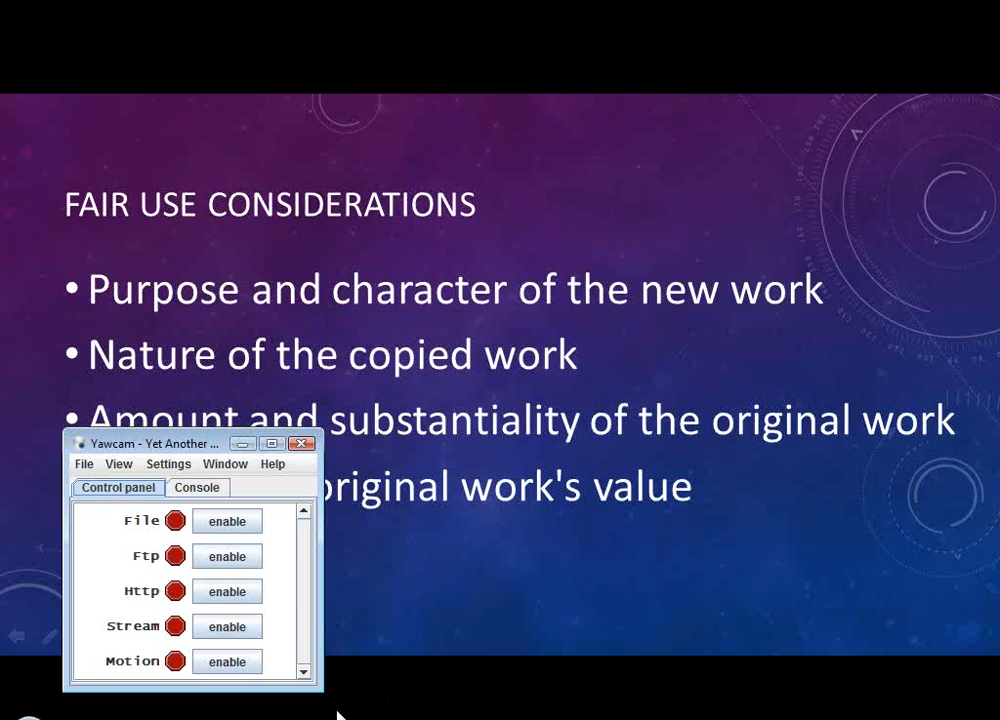 FAIR USE CONSIDERATIONS
• Purpose and character of the new work
• Nature of the copied work
• Amount and substantiality of the original work
original work's value
Yawcam - Yet Another ...
File View Settings Window Help
Control panel Console
File enable
Ftp enable
Http enable
Stream enable
Motion enable